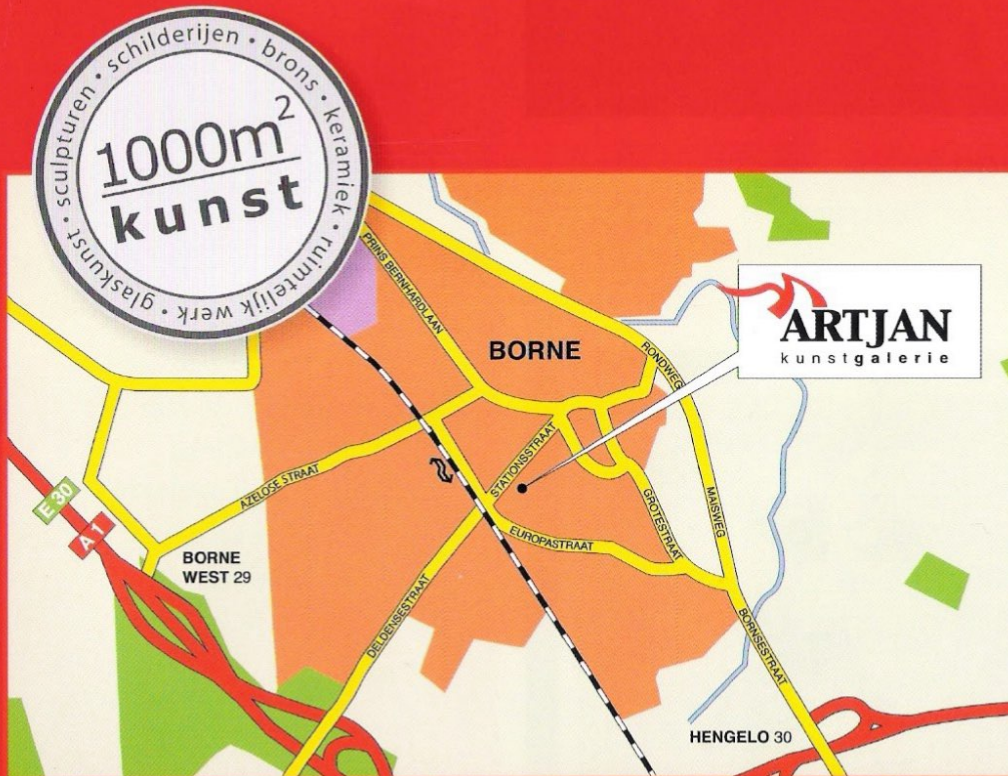 sculpturen • schilderijen • brons • keramiek • ruimtelijk werk • glaskunst •
1000m²
kunst
PRINS BERNHARDLAAN
BORNE
RONDWEG
ARTJAN
kunstgalerie
STATIONSSTRAAT
AZELOSE STRAAT
GROTESTRAAT
MAISWEG
E 30
A 1
EUROPASTRAAT
BORNE
WEST 29
DELDENSESTRAAT
BORNSESTRAAT
HENGELO 30